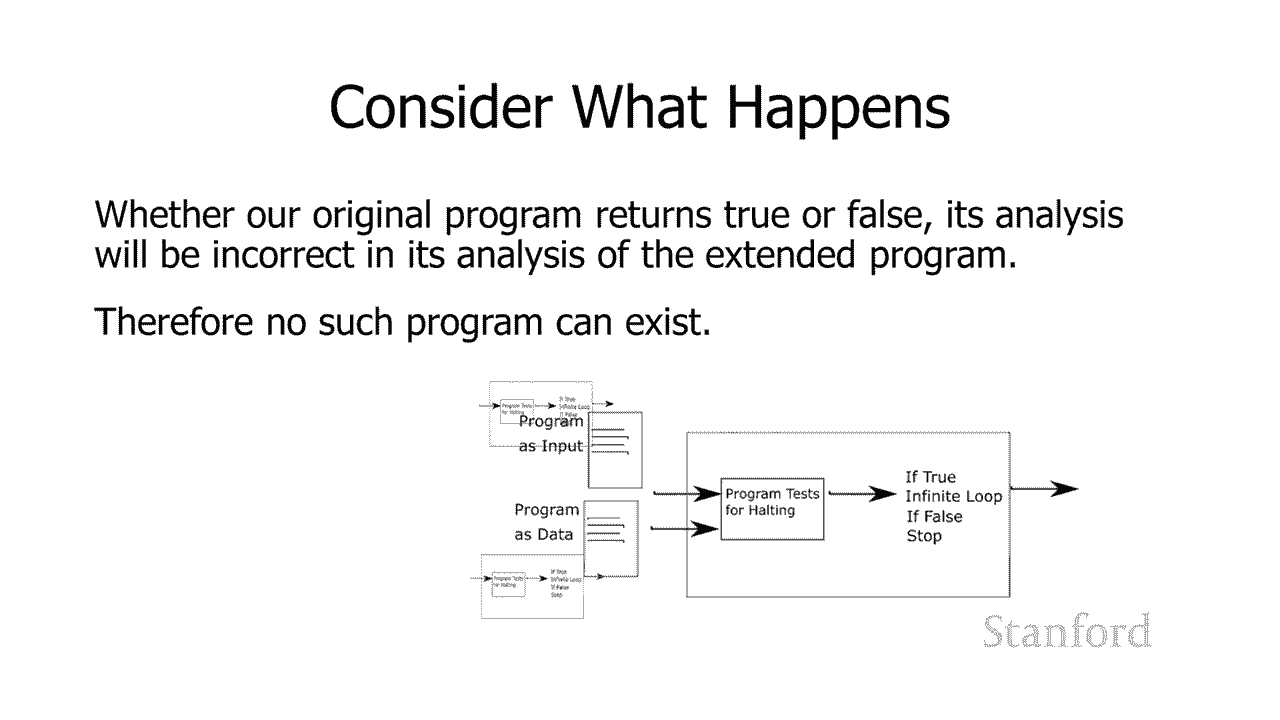 Consider What Happens
Whether our original program returns true or false, its analysis
will be incorrect in its analysis of the extended program.
Therefore no such program can exist.
Program Tests
for Halting
If True
Infinite Loop
If False
Program
as Input
Program
as Data
Program Tests
for Halting
If True
Infinite Loop
If False
Stop
Program Tests
for Halting
If True
Infinite Loop
If False
Stop
Stanford